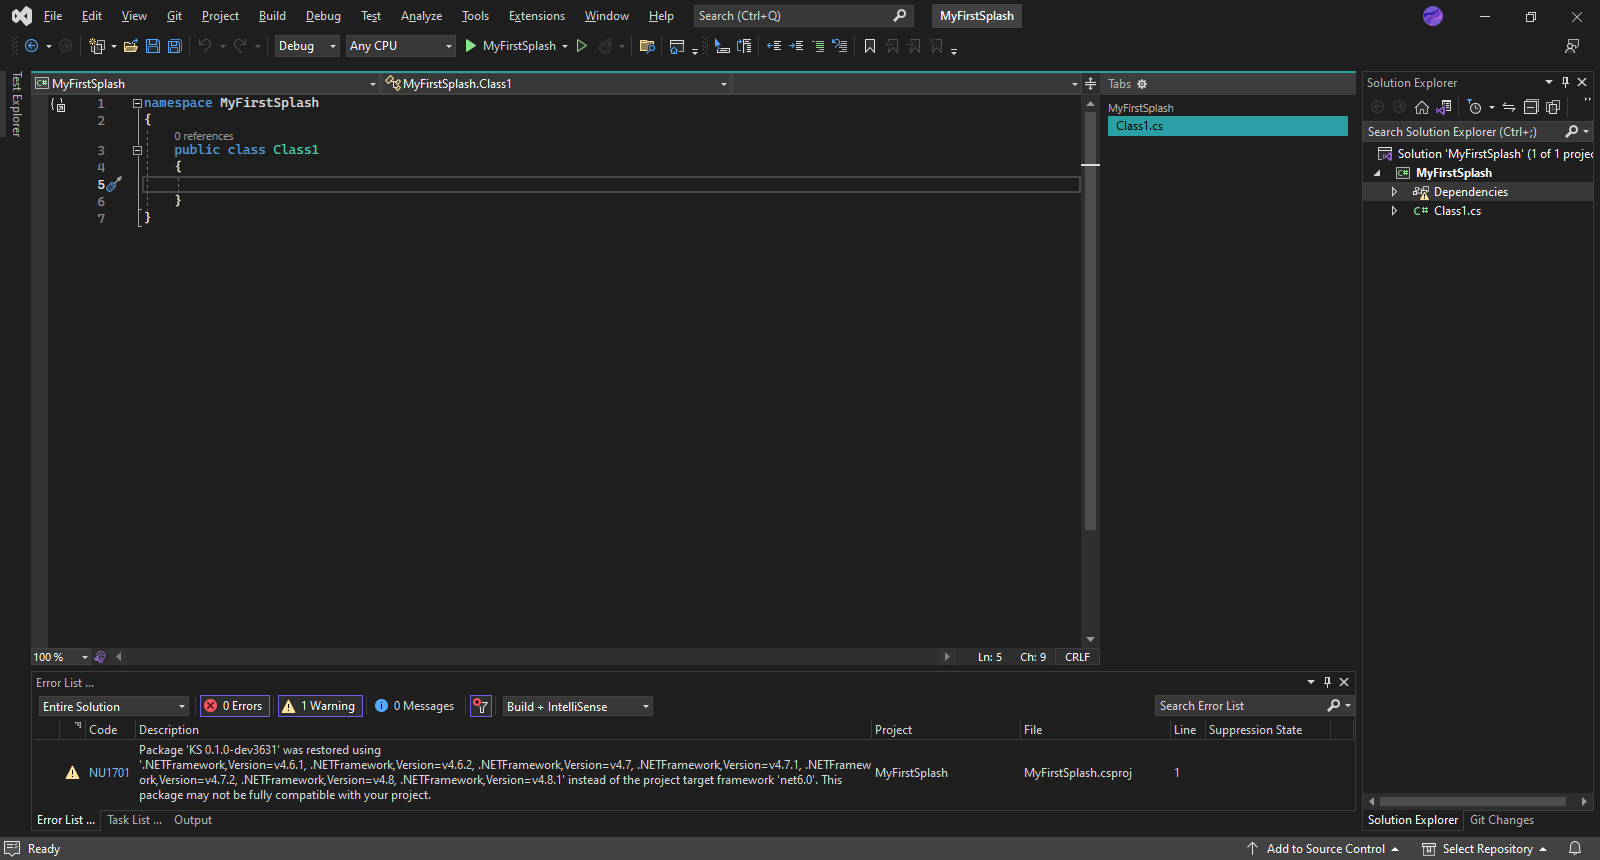 File Edit View Git Project Build Debug Test Analyze Tools Extensions Window Help Search (Ctrl+Q) MyFirstSplash
Debug Any CPU MyFirstSplash
Test Explorer
C# MyFirstSplash MyFirstSplash.Class1
1 namespace MyFirstSplash
2 {
0 references
3 public class Class1
4 {
5
6 }
7 }
Tabs
MyFirstSplash
Class1.cs
Solution Explorer
Search Solution Explorer (Ctrl+;)
Solution 'MyFirstSplash' (1 of 1 projec
C# MyFirstSplash
Dependencies
C# Class1.cs
100 % Ln: 5 Ch: 9 CRLF
Error List ...
Entire Solution 0 Errors 1 Warning 0 Messages Build + IntelliSense Search Error List
Code Description Project File Line Suppression State
NU1701
Package 'KS 0.1.0-dev3631' was restored using
'.NETFramework,Version=v4.6.1, .NETFramework,Version=v4.6.2, .NETFramework,Version=v4.7, .NETFramework,Version=v4.7.1, .NETFramew
ork,Version=v4.7.2, .NETFramework,Version=v4.8, .NETFramework,Version=v4.8.1' instead of the project target framework 'net6.0'. This
package may not be fully compatible with your project.
MyFirstSplash MyFirstSplash.csproj 1
Error List ... Task List ... Output
Solution Explorer Git Changes
Ready Add to Source Control Select Repository